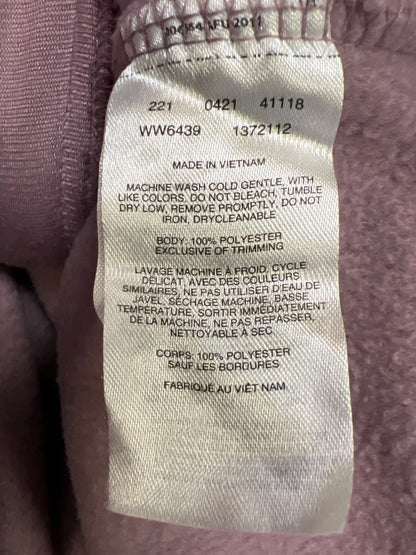 221 0421 41118
WW6439 1372112
MADE IN VIETNAM
MACHINE WASH COLD GENTLE, WITH
LIKE COLORS, DO NOT BLEACH, TUMBLE
DRY LOW, REMOVE PROMPTLY, DO NOT
IRON, DRYCLEANABLE
BODY: 100% POLYESTER
EXCLUSIVE OF TRIMMING
LAVAGE MACHINE À FROID, CYCLE
DÉLICAT, AVEC DES COULEURS
SIMILAIRES, NE PAS UTILISER D'EAU DE
JAVEL, SÉCHAGE MACHINE, BASSE
TEMPÉRATURE, SORTIR IMMÉDIATEMENT
DE LA MACHINE, NE PAS REPASSER,
NETTOYABLE À SEC
CORPS: 100% POLYESTER
SAUF LES BORDURES
FABRIQUÉ AU VIÊT NAM